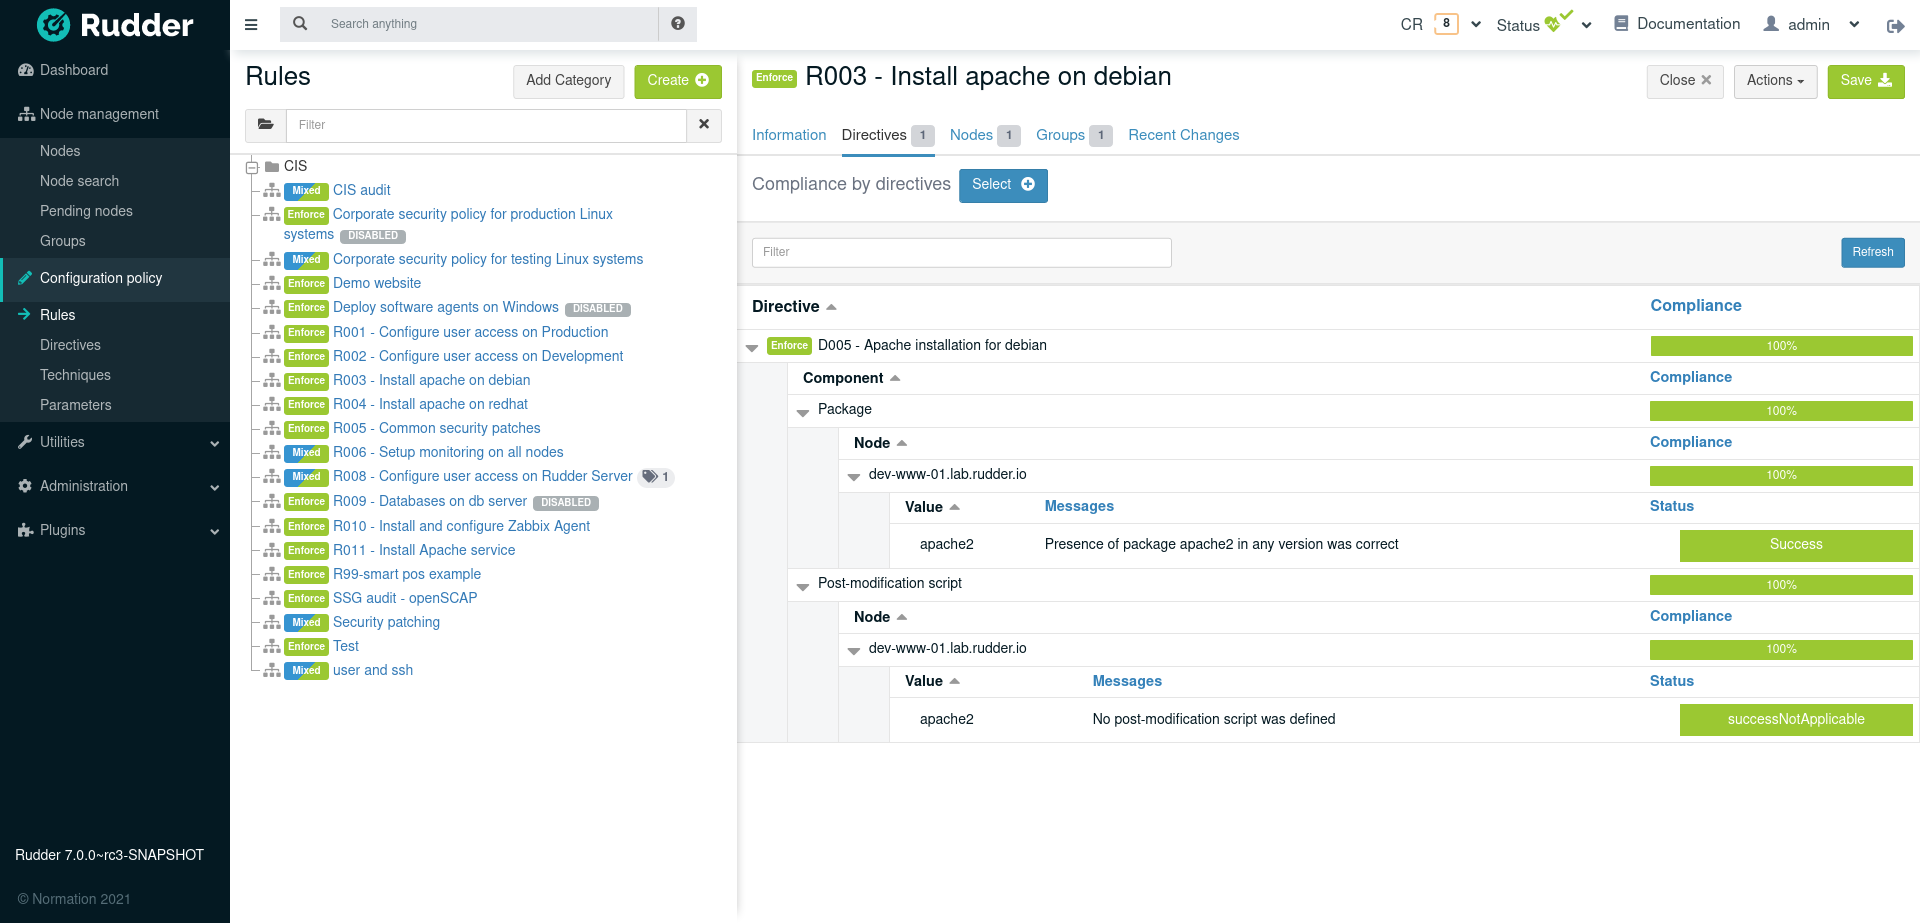 Rudder
Search anything
CR 8
Status
Documentation
admin
Dashboard
Node management
Nodes
Node search
Pending nodes
Groups
Configuration policy
Rules
Directives
Techniques
Parameters
Utilities
Administration
Plugins
Rudder 7.0.0~rc3-SNAPSHOT
© Normation 2021
Rules
Add Category
Create
Filter
CIS
Mixed CIS audit
Enforce Corporate security policy for production Linux
systems DISABLED
Mixed Corporate security policy for testing Linux systems
Enforce Demo website
Enforce Deploy software agents on Windows DISABLED
Enforce R001 - Configure user access on Production
Enforce R002 - Configure user access on Development
Enforce R003 - Install apache on debian
Enforce R004 - Install apache on redhat
Enforce R005 - Common security patches
Mixed R006 - Setup monitoring on all nodes
Mixed R008 - Configure user access on Rudder Server 1
Enforce R009 - Databases on db server DISABLED
Enforce R010 - Install and configure Zabbix Agent
Enforce R011 - Install Apache service
Enforce R99-smart pos example
Enforce SSG audit - openSCAP
Mixed Security patching
Enforce Test
Mixed user and ssh
Enforce R003 - Install apache on debian
Close
Actions
Save
Information Directives 1 Nodes 1 Groups 1 Recent Changes
Compliance by directives Select
Filter
Refresh
Directive Compliance
Enforce D005 - Apache installation for debian 100%
Component Compliance
Package 100%
Node Compliance
dev-www-01.lab.rudder.io 100%
Value Messages Status
apache2 Presence of package apache2 in any version was correct Success
Post-modification script 100%
Node Compliance
dev-www-01.lab.rudder.io 100%
Value Messages Status
apache2 No post-modification script was defined successNotApplicable